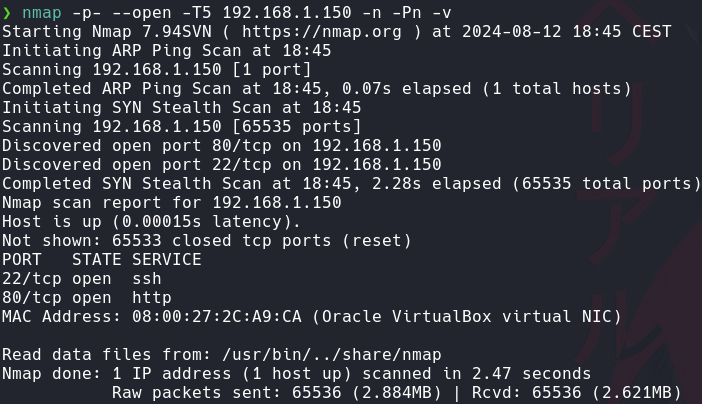 ❯ nmap -p- --open -T5 192.168.1.150 -n -Pn -v
Starting Nmap 7.94SVN ( https://nmap.org ) at 2024-08-12 18:45 CEST
Initiating ARP Ping Scan at 18:45
Scanning 192.168.1.150 [1 port]
Completed ARP Ping Scan at 18:45, 0.07s elapsed (1 total hosts)
Initiating SYN Stealth Scan at 18:45
Scanning 192.168.1.150 [65535 ports]
Discovered open port 80/tcp on 192.168.1.150
Discovered open port 22/tcp on 192.168.1.150
Completed SYN Stealth Scan at 18:45, 2.28s elapsed (65535 total ports)
Nmap scan report for 192.168.1.150
Host is up (0.00015s latency).
Not shown: 65533 closed tcp ports (reset)
PORT   STATE SERVICE
22/tcp open  ssh
80/tcp open  http
MAC Address: 08:00:27:2C:A9:CA (Oracle VirtualBox virtual NIC)
Read data files from: /usr/bin/../share/nmap
Nmap done: 1 IP address (1 host up) scanned in 2.47 seconds
           Raw packets sent: 65536 (2.884MB) | Rcvd: 65536 (2.621MB)